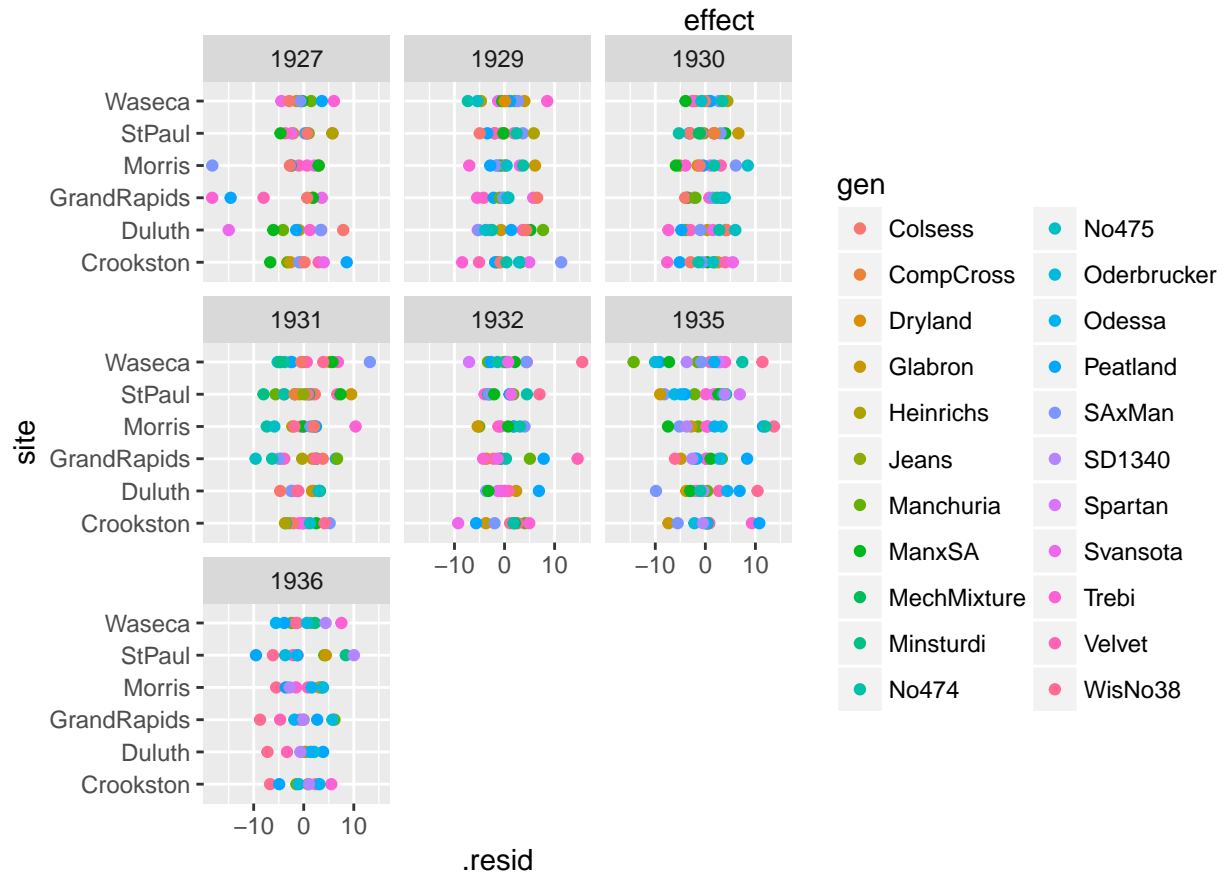 effect
1927 1929 1930
Waseca
StPaul
Morris
GrandRapids
Duluth
Crookston
1931 1932 1935
Waseca
StPaul
Morris
GrandRapids
Duluth
Crookston
−10 0 10 −10 0 10
1936
Waseca
StPaul
Morris
GrandRapids
Duluth
Crookston
−10 0 10
.resid
site
gen
Colsess
CompCross
Dryland
Glabron
Heinrichs
Jeans
Manchuria
ManxSA
MechMixture
Minsturdi
No474
No475
Oderbrucker
Odessa
Peatland
SAxMan
SD1340
Spartan
Svansota
Trebi
Velvet
WisNo38